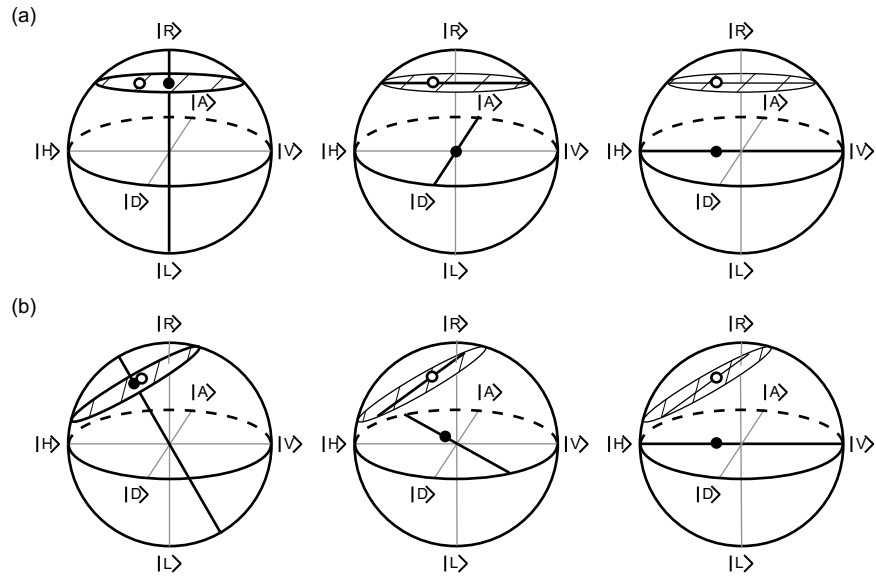 (a)
|R⟩ |R⟩ |R⟩
|A⟩ |A⟩ |A⟩
|H⟩ |V⟩ |H⟩ |V⟩ |H⟩ |V⟩
|D⟩ |D⟩ |D⟩
|L⟩ |L⟩ |L⟩
(b)
|R⟩ |R⟩ |R⟩
|A⟩ |A⟩ |A⟩
|H⟩ |V⟩ |H⟩ |V⟩ |H⟩ |V⟩
|D⟩ |D⟩ |D⟩
|L⟩ |L⟩ |L⟩